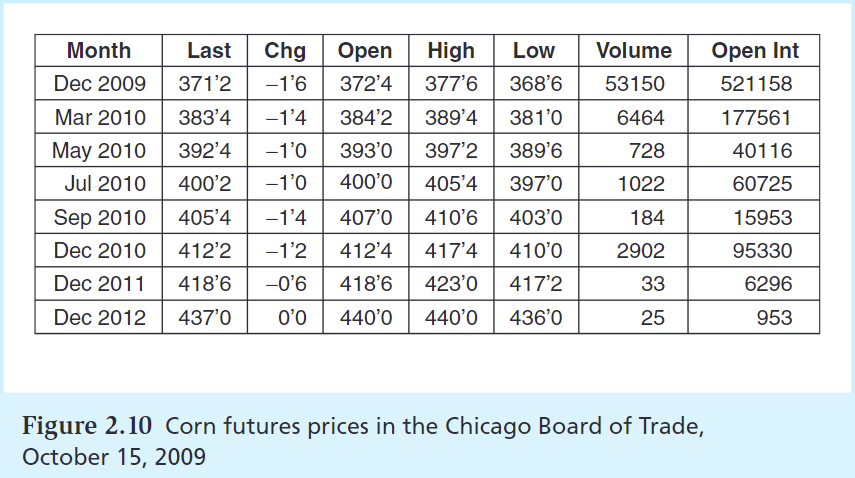 Month Last Chg Open High Low Volume Open Int
Dec 2009 371’2 –1’6 372’4 377’6 368’6 53150 521158
Mar 2010 383’4 –1’4 384’2 389’4 381’0 6464 177561
May 2010 392’4 –1’0 393’0 397’2 389’6 728 40116
Jul 2010 400’2 –1’0 400’0 405’4 397’0 1022 60725
Sep 2010 405’4 –1’4 407’0 410’6 403’0 184 15953
Dec 2010 412’2 –1’2 412’4 417’4 410’0 2902 95330
Dec 2011 418’6 –0’6 418’6 423’0 417’2 33 6296
Dec 2012 437’0 0’0 440’0 440’0 436’0 25 953
Figure 2.10 Corn futures prices in the Chicago Board of Trade,
October 15, 2009